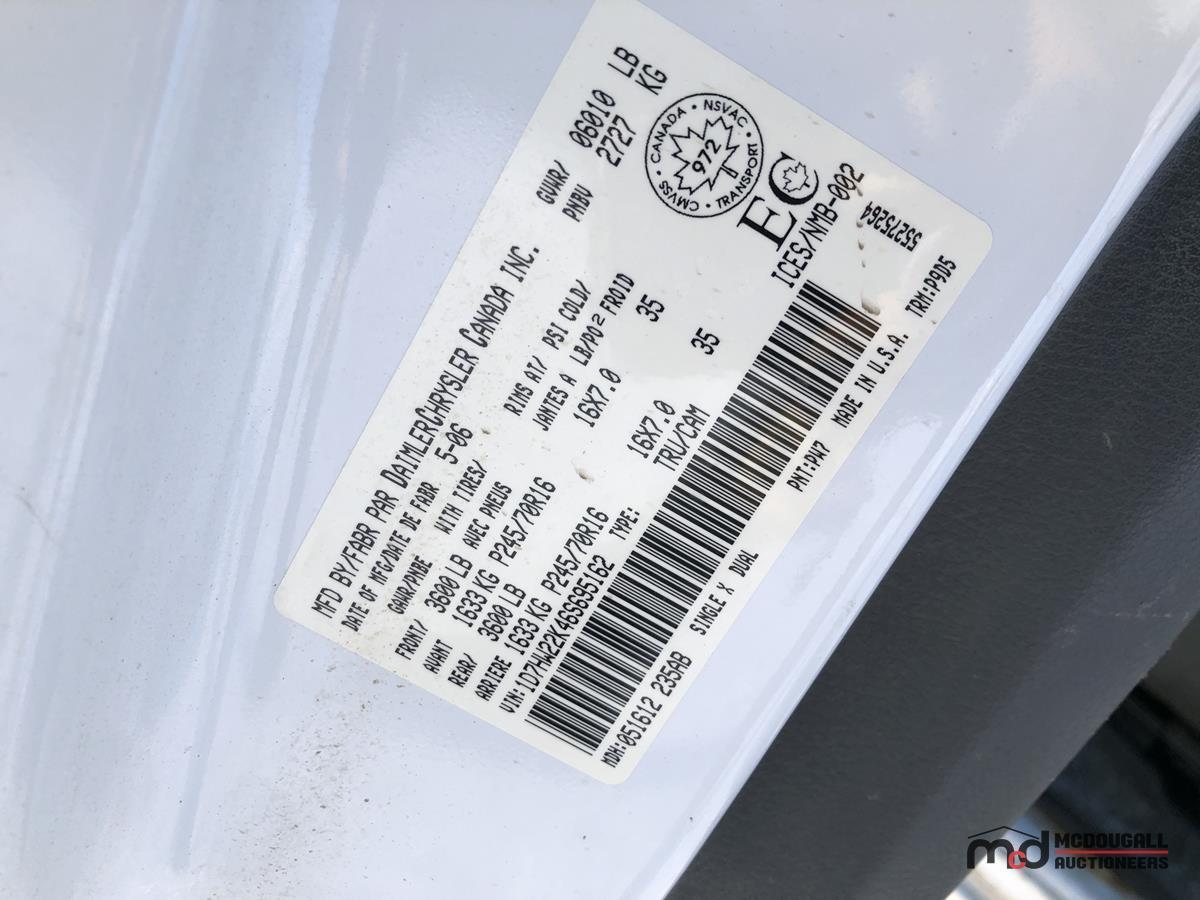 MFD BY/FABR PAR DAIMLERCHRYSLER CANADA INC.
DATE OF MFG/DATE DE FABR 5-06
GVWR/ 06010 LB
PNBV 2727 KG
GAWR/PNBE WITH TIRES/ RIMS AT/ PSI COLD/
AVEC PNEUS JANTES A LB/PO² FROID
FRONT/ 3600 LB P245/70R16 16X7.0 35
AVANT 1633 KG
REAR/ 3600 LB P245/70R16 16X7.0 35
ARRIERE 1633 KG
VIN:1D7HW22K46S695162 TYPE: TRU/CAM
CMVSS • CANADA • NSVAC • TRANSPORT •
972
EC
ICES/NMB-002
55275264
MDH:051612 235AB SINGLE X DUAL PNT:PW7 MADE IN U.S.A. TRM:P9D5
mcd MCDOUGALL
AUCTIONEERS